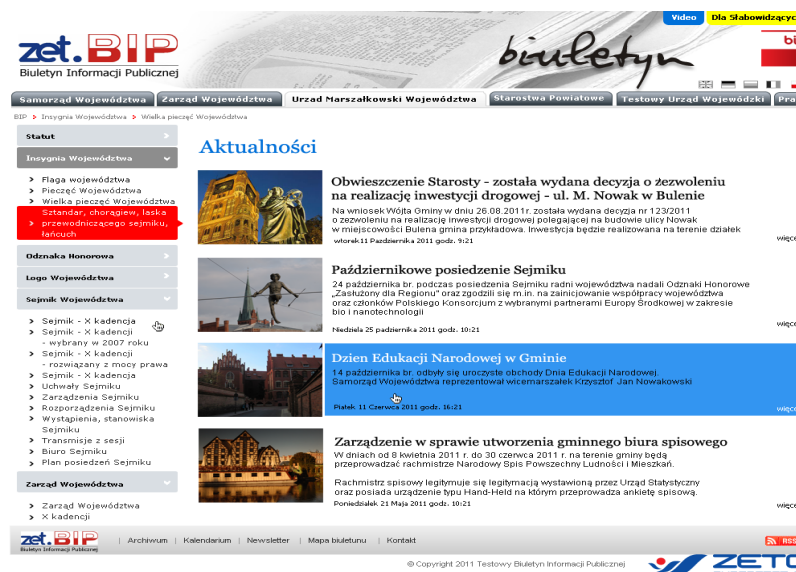 Video
Dla Słabowidzącyc
zet.BIP
Biuletyn Informacji Publicznej
biuletyn
bi
Samorząd Województwa
Zarząd Województwa
Urzad Marszałkowski Województwa
Starostwa Powiatowe
Testowy Urząd Wojewódzki
Pra
BIP > Insygnia Województwa > Wielka pieczęć Województwa
Statut
Insygnia Województwa
Flaga województwa
Pieczęć Województwa
Wielka pieczęć Województwa
Sztandar, chorągiew, laska
przewodniczącego sejmiku,
łańcuch
Odznaka Honorowa
Logo Województwa
Sejmik Województwa
Sejmik - X kadencja
Sejmik - X kadencji
- wybrany w 2007 roku
Sejmik - X kadencji
- rozwiązany z mocy prawa
Sejmik - X kadencja
Uchwały Sejmiku
Zarządzenia Sejmiku
Rozporządzenia Sejmiku
Wystąpienia, stanowiska
Sejmiku
Transmisje z sesji
Biuro Sejmiku
Plan posiedzeń Sejmiku
Zarząd Województwa
Zarząd Województwa
X kadencji
Aktualności
Obwieszczenie Starosty - została wydana decyzja o zezwoleniu
na realizację inwestycji drogowej - ul. M. Nowak w Bulenie
Na wniosek Wójta Gminy w dniu 26.08.2011r. została wydana decyzja nr 123/2011
o zezwoleniu na realizację inwestycji drogowej polegającej na budowie ulicy Nowak
w miejscowości Bulena gmina przykładowa. Inwestycja będzie realizowana na terenie działek
wtorek 11 Pazdziernika 2011 godz. 9:21
więce
Październikowe posiedzenie Sejmiku
24 października br. podczas posiedzenia Sejmiku radni województwa nadali Odznaki Honorowe
„Zasłużony dla Regionu" oraz zgodzili się m.in. na zainicjowanie współpracy województwa
oraz członków Polskiego Konsorcjum z wybranymi partnerami Europy Środkowej w zakresie
bio i nanotechnologii
Niedziela 25 padziernika 2011 godz. 10:21
więce
Dzien Edukacji Narodowej w Gminie
14 października br. odbyły się uroczyste obchody Dnia Edukacji Narodowej.
Samorząd Województwa reprezentował wicemarszałek Krzysztof Jan Nowakowski
Piatek 11 Czerwca 2011 godz. 16:21
więce
Zarządzenie w sprawie utworzenia gminnego biura spisowego
W dniach od 8 kwietnia 2011 r. do 30 czerwca 2011 r. na terenie gminy będą
przeprowadzać rachmistrze Narodowy Spis Powszechny Ludności i Mieszkań.
Rachmistrz spisowy legitymuje się legitymacją wystawioną przez Urząd Statystyczny
oraz posiada urządzenie typu Hand-Held na którym przeprowadza ankietę spisową.
Poniedziałek 21 Maja 2011 godz. 10:21
więce
zet.BIP
Biuletyn Informacji Publicznej
| Archiwum | Kalendarium | Newsletter | Mapa biuletunu | Kontakt
RSS
© Copyright 2011 Testowy Biuletyn Informacji Publicznej
ZETO